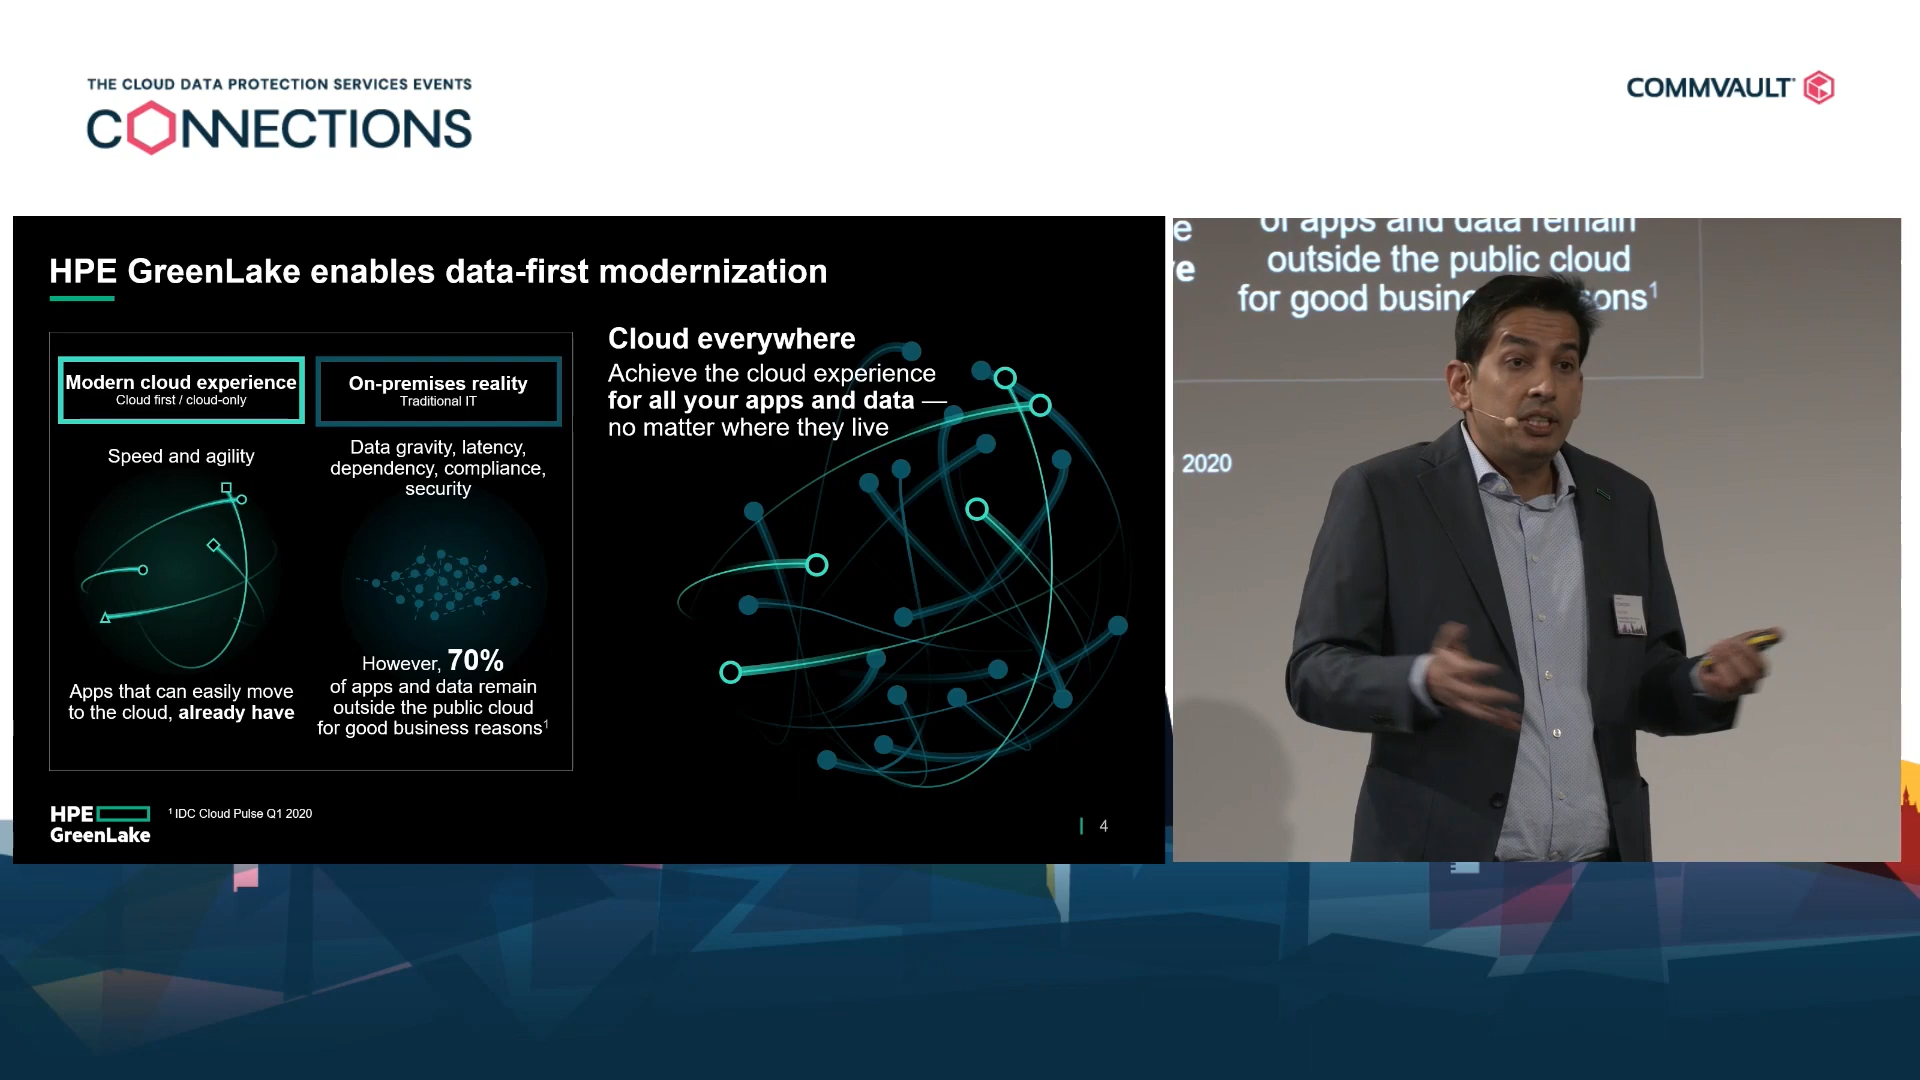 THE CLOUD DATA PROTECTION SERVICES EVENTS
CONNECTIONS
COMMVAULT
HPE GreenLake enables data-first modernization
Modern cloud experience
Cloud first / cloud-only
Speed and agility
Apps that can easily move
to the cloud, already have
On-premises reality
Traditional IT
Data gravity, latency,
dependency, compliance,
security
However, 70%
of apps and data remain
outside the public cloud
for good business reasons¹
Cloud everywhere
Achieve the cloud experience
for all your apps and data —
no matter where they live
HPE
GreenLake
¹ IDC Cloud Pulse Q1 2020
4
of apps and data remain
outside the public cloud
for good busine sons¹
2020